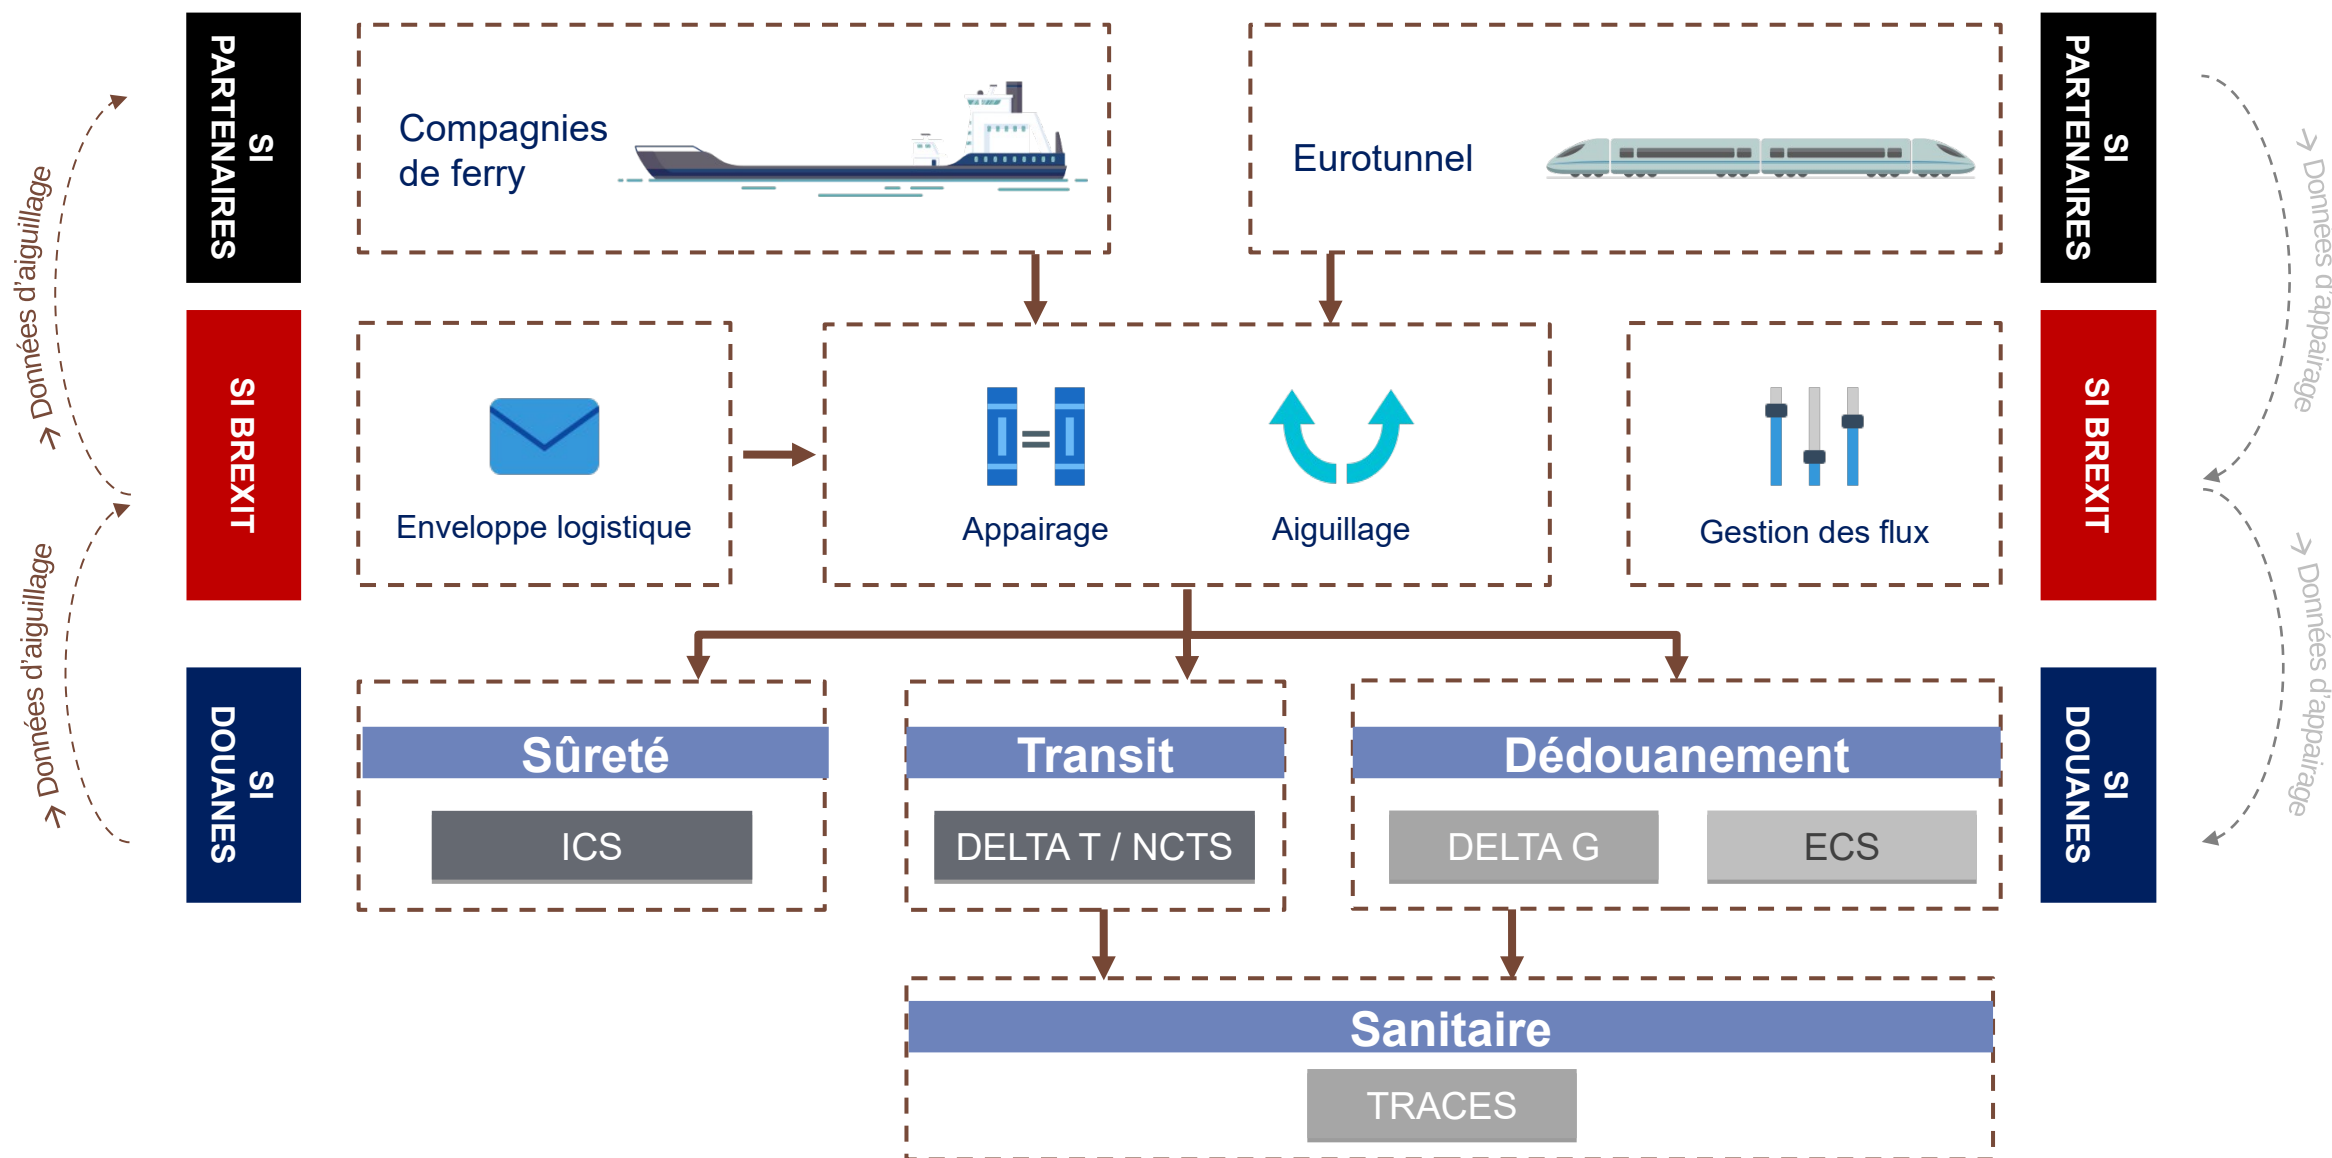 SI
PARTENAIRES
Compagnies
de ferry
Eurotunnel
SI
PARTENAIRES
→ Données d'aiguillage
→ Données d'appairage
SI BREXIT
Enveloppe logistique
Appairage
Aiguillage
Gestion des flux
SI BREXIT
→ Données d'aiguillage
→ Données d'appairage
SI
DOUANES
Sûreté
ICS
Transit
DELTA T / NCTS
Dédouanement
DELTA G
ECS
SI
DOUANES
Sanitaire
TRACES